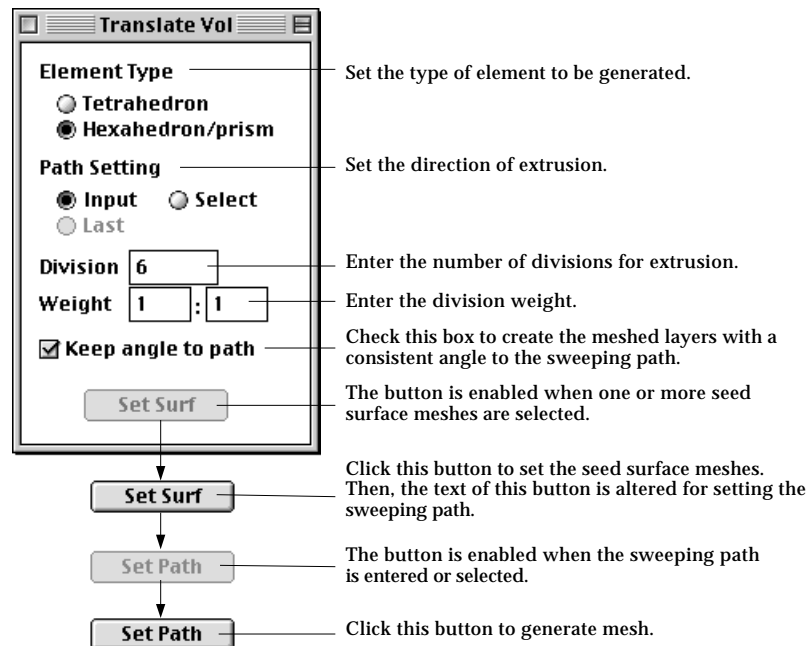 Translate Vol
Element Type
Set the type of element to be generated.
Tetrahedron
Hexahedron/prism
Path Setting
Set the direction of extrusion.
Input Select
Last
Division 6
Enter the number of divisions for extrusion.
Weight 1 : 1
Enter the division weight.
Keep angle to path
Check this box to create the meshed layers with a
consistent angle to the sweeping path.
Set Surf
The button is enabled when one or more seed
surface meshes are selected.
Set Surf
Click this button to set the seed surface meshes.
Then, the text of this button is altered for setting the
sweeping path.
Set Path
The button is enabled when the sweeping path
is entered or selected.
Set Path
Click this button to generate mesh.